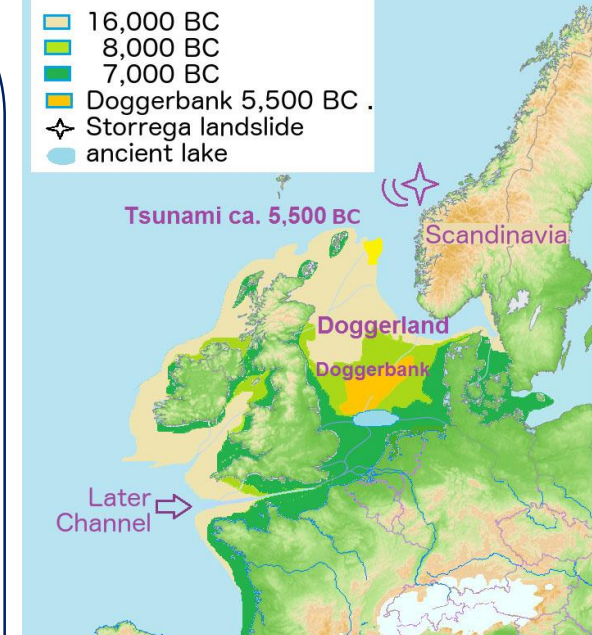 16,000 BC
8,000 BC
7,000 BC
Doggerbank 5,500 BC .
Storrega landslide
ancient lake
Tsunami ca. 5,500 BC
Scandinavia
Doggerland
Doggerbank
Later
Channel